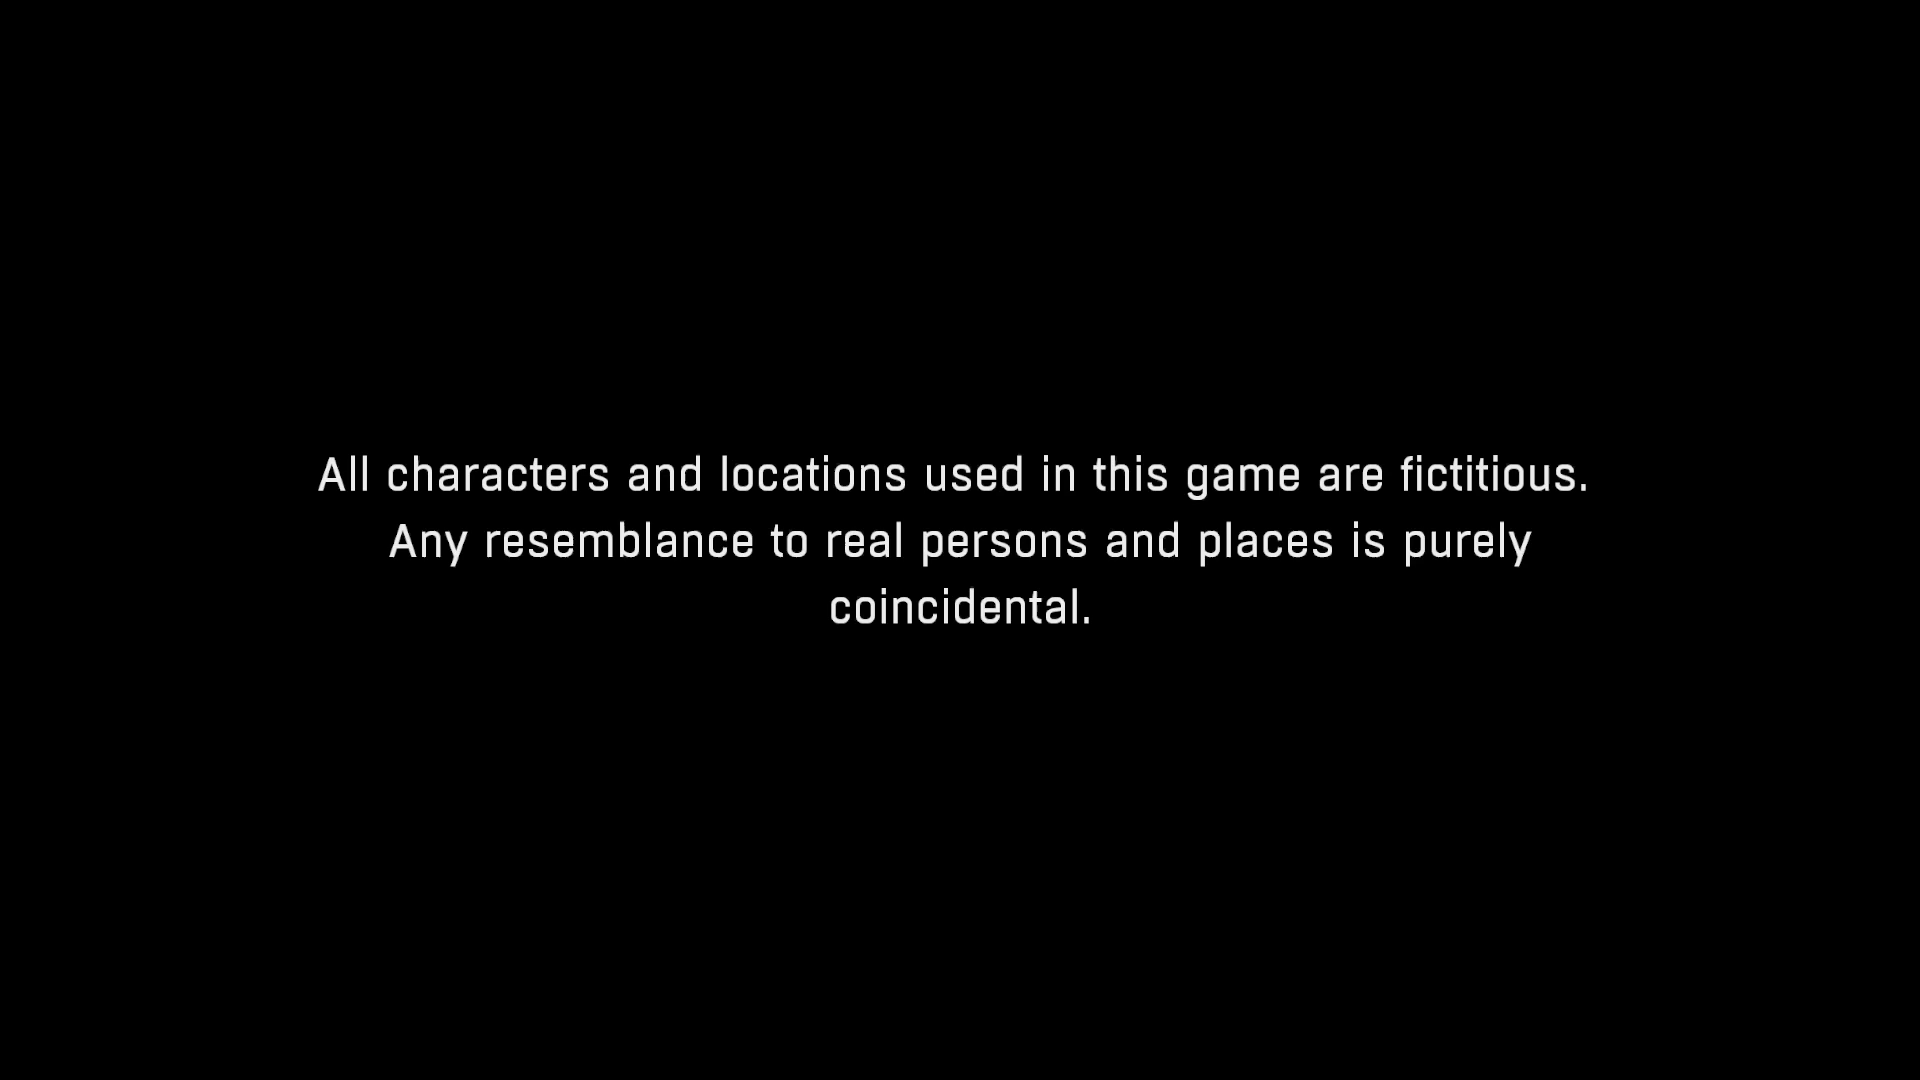 All characters and locations used in this game are fictitious.
Any resemblance to real persons and places is purely
coincidental.